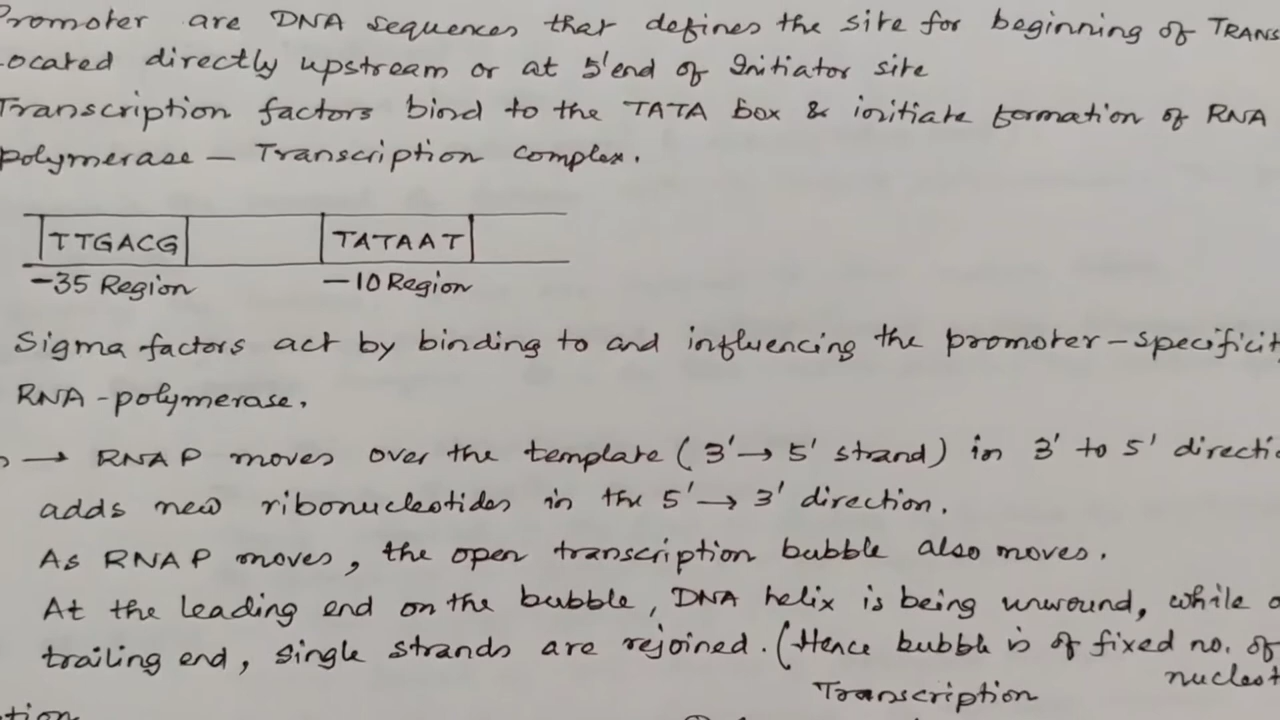 Promoter are DNA sequences that defines the site for beginning of TRANS
Located directly upstream or at 5' end of Initiator site
Transcription factors bind to the TATA box & initiate formation of RNA
polymerase – Transcription complex.
TTGACG TATAAT
-35 Region -10 Region
Sigma factors act by binding to and influencing the promoter-specificit
RNA-polymerase.
→ RNAP moves over the template (3' → 5' strand) in 3' to 5' directi
adds new ribonucleotides in the 5' → 3' direction.
As RNAP moves, the open transcription bubble also moves.
At the leading end on the bubble, DNA helix is being unwound, while
trailing end, single strands are rejoined. (Hence bubble is of fixed no. of
nucleot
Transcription
tion